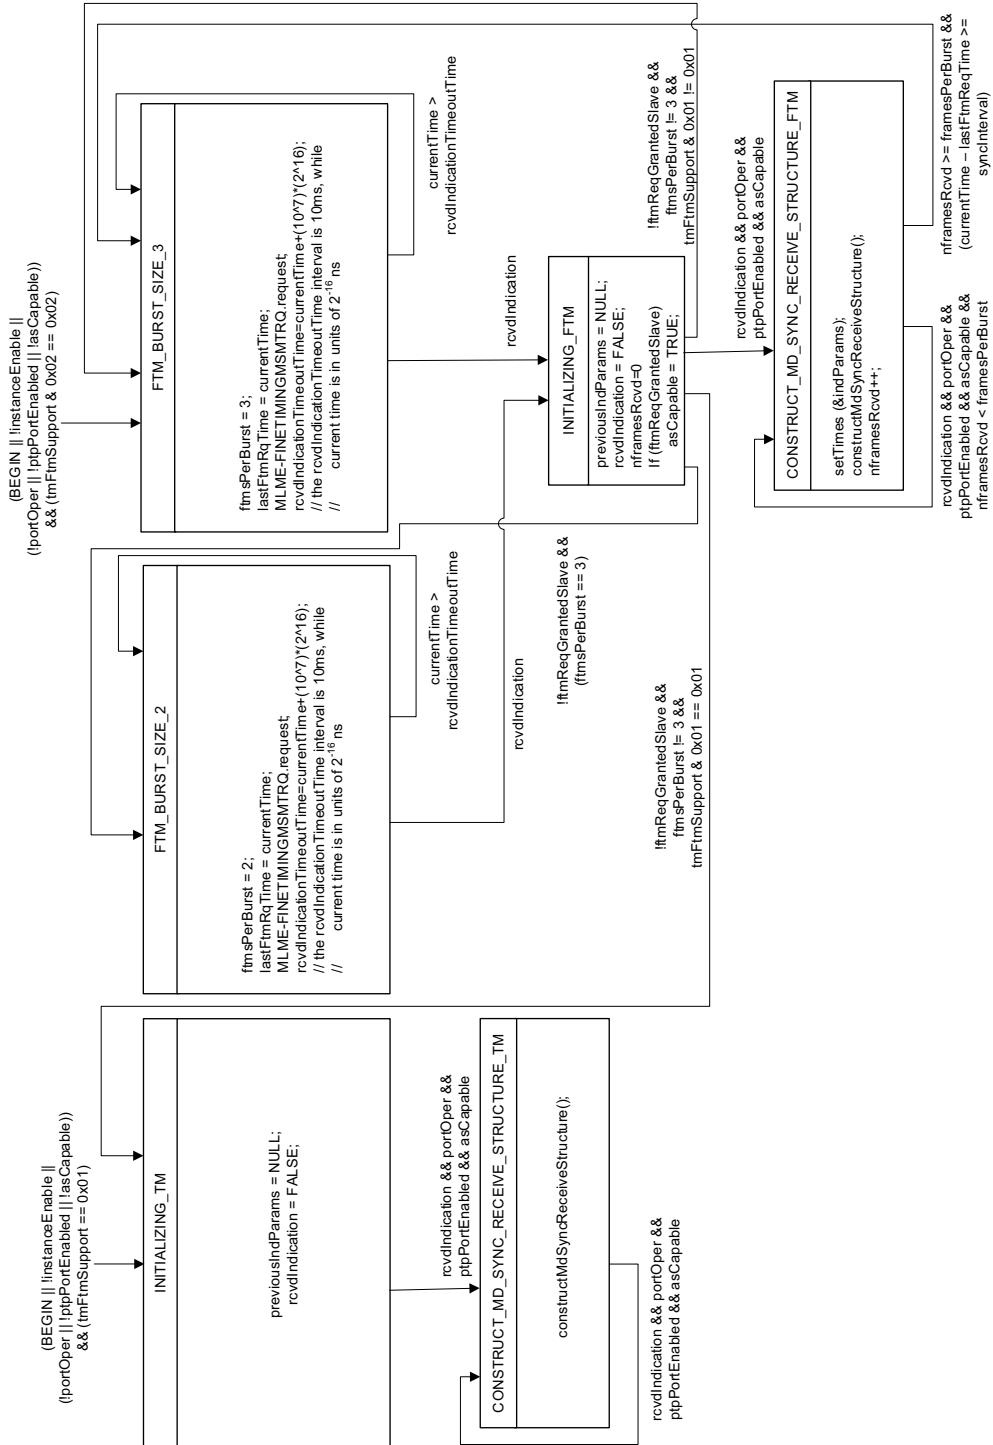 (BEGIN || !instanceEnable ||
(!portOper || !ptpPortEnabled || !asCapable))
&& (tmFtmSupport == 0x01)
INITIALIZING_TM
previousIndParams = NULL;
rcvdIndication = FALSE;
rcvdIndication && portOper &&
ptpPortEnabled && asCapable
CONSTRUCT_MD_SYNC_RECEIVE_STRUCTURE_TM
constructMdSyncReceiveStructure();
rcvdIndication && portOper &&
ptpPortEnabled && asCapable
FTM_BURST_SIZE_2
ftmsPerBurst = 2;
lastFtmRqTime = currentTime;
MLME-FINETIMINGMSMTRQ.request;
rcvdIndicationTimeoutTime=currentTime+(10^7)*(2^16);
// the rcvdIndicationTimeoutTime interval is 10ms, while
// current time is in units of 2-16 ns
currentTime >
rcvdIndicationTimeoutTime
rcvdIndication
!ftmReqGrantedSlave &&
(ftmsPerBurst == 3)
!ftmReqGrantedSlave &&
ftmsPerBurst != 3 &&
tmFtmSupport & 0x01 == 0x01
(BEGIN || !instanceEnable ||
(!portOper || !ptpPortEnabled || !asCapable))
&& (tmFtmSupport & 0x02 == 0x02)
FTM_BURST_SIZE_3
ftmsPerBurst = 3;
lastFtmRqTime = currentTime;
MLME-FINETIMINGMSMTRQ.request;
rcvdIndicationTimeoutTime=currentTime+(10^7)*(2^16);
// the rcvdIndicationTimeoutTime interval is 10ms, while
// current time is in units of 2-16 ns
currentTime >
rcvdIndicationTimeoutTime
rcvdIndication
INITIALIZING_FTM
previousIndParams = NULL;
rcvdIndication = FALSE;
nframesRcvd=0
If (ftmReqGrantedSlave)
asCapable = TRUE;
!ftmReqGrantedSlave &&
ftmsPerBurst != 3 &&
tmFtmSupport & 0x01 != 0x01
rcvdIndication && portOper &&
ptpPortEnabled && asCapable
CONSTRUCT_MD_SYNC_RECEIVE_STRUCTURE_FTM
setTimes (&indParams);
constructMdSyncReceiveStructure();
nframesRcvd++;
rcvdIndication && portOper &&
ptpPortEnabled && asCapable &&
nframesRcvd < framesPerBurst
nframesRcvd >= framesPerBurst &&
(currentTime – lastFtmReqTime >=
syncInterval)